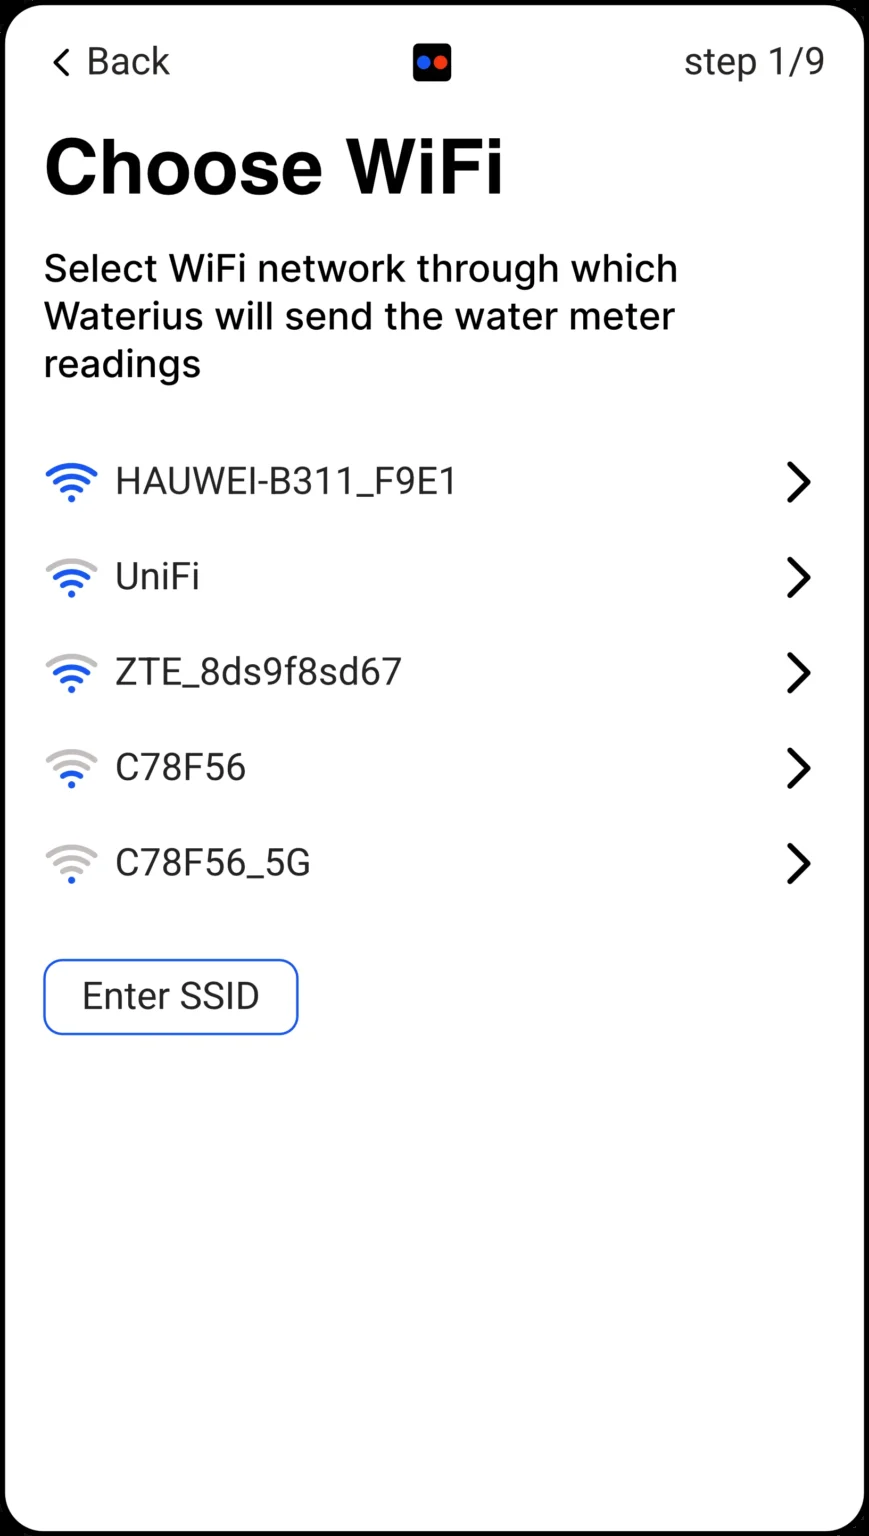 Back
step 1/9
Choose WiFi
Select WiFi network through which
Waterius will send the water meter
readings
HAUWEI-B311_F9E1
UniFi
ZTE_8ds9f8sd67
C78F56
C78F56_5G
Enter SSID